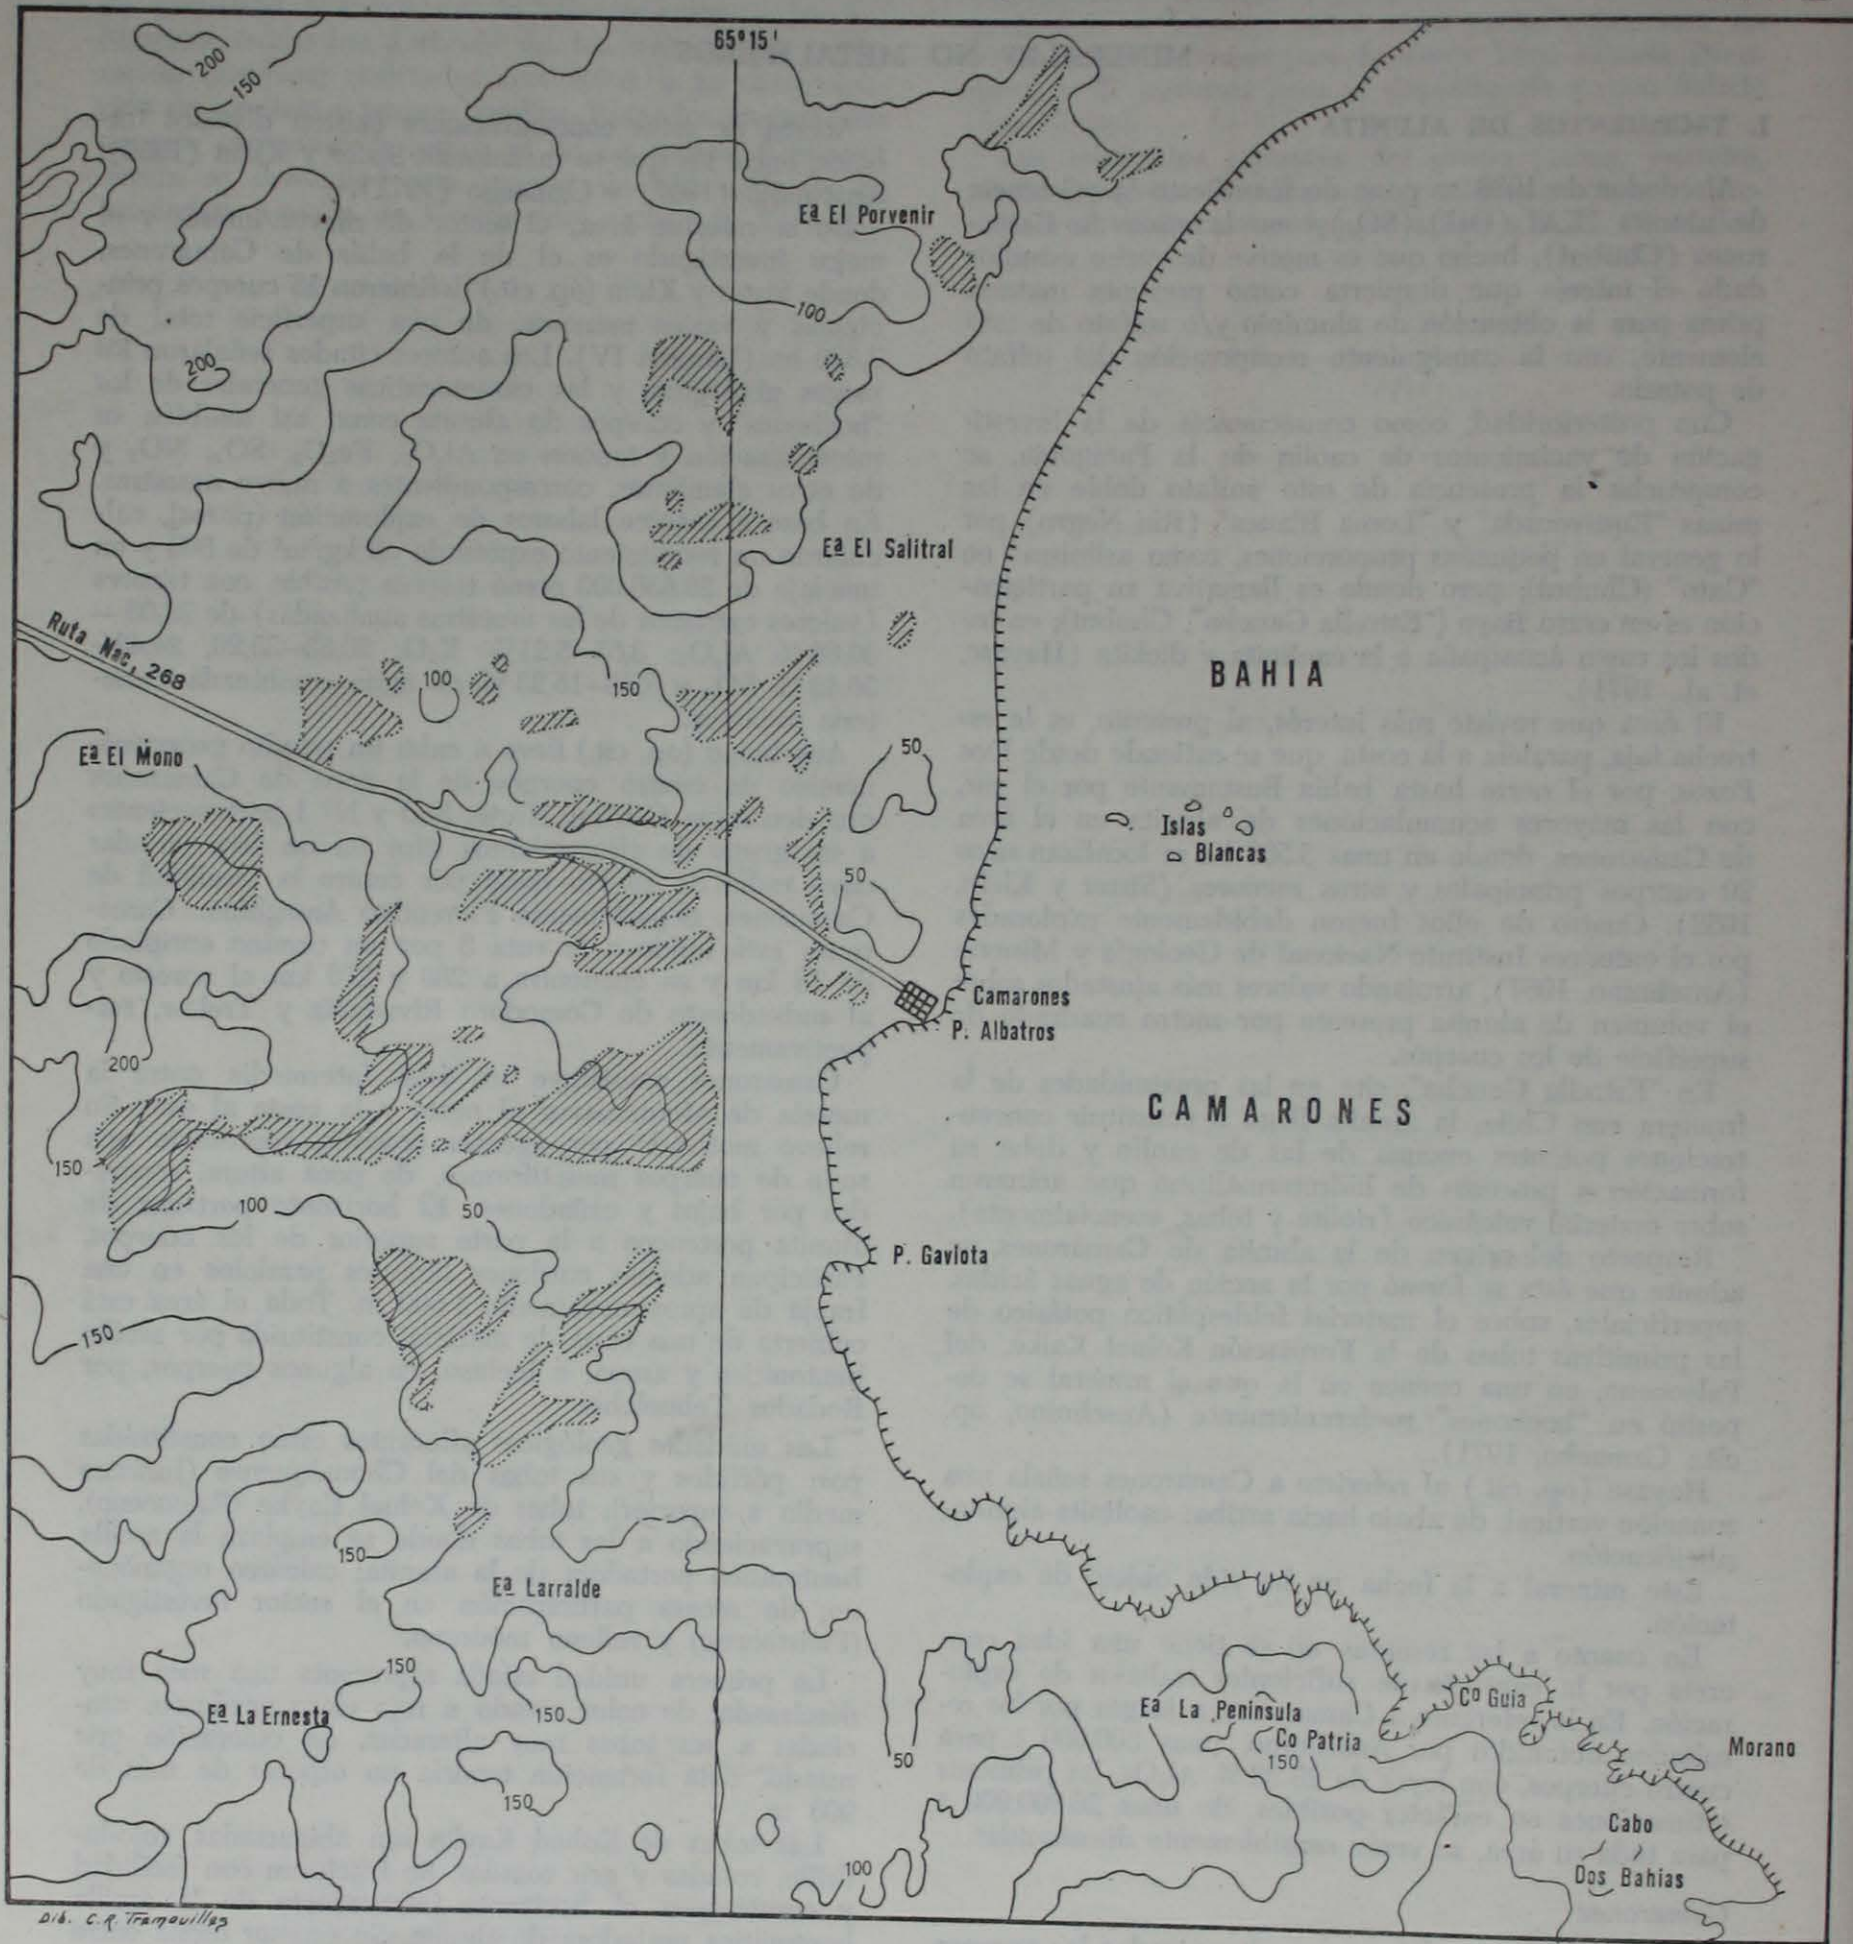 65°15'
200
150
Eª El Porvenir
100
200
Eª El Salitral
Ruta Nac, 268
100
150
BAHIA
50
Eª El Mono
Islas
Blancas
50
Camarones
P. Albatros
200
CAMARONES
150
100
50
P. Gaviota
150
150
Eª Larralde
150
Eª La Ernesta
150
Eª La Peninsula
Cº Guia
Co Patria
150
50
Morano
150
Cabo
Dos Bahias
100
Dib. C.R. Tramouilles